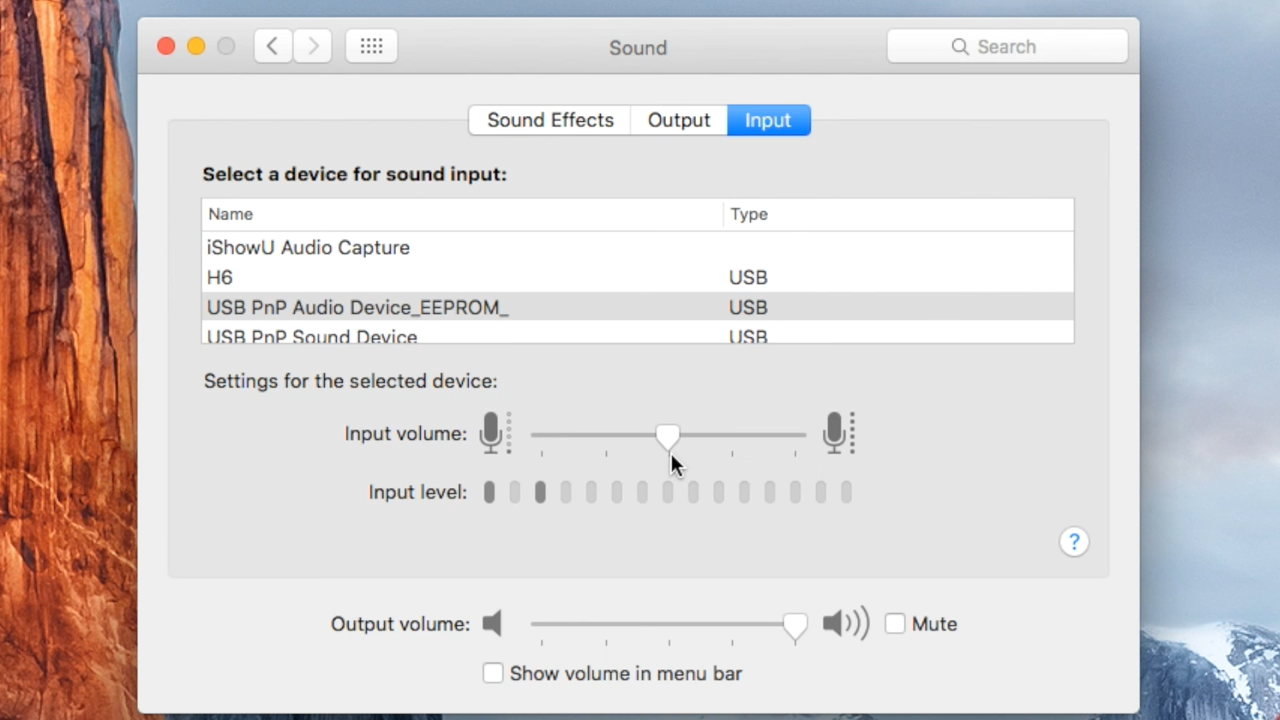 Sound
Search
Sound Effects Output Input
Select a device for sound input:
Name Type
iShowU Audio Capture
H6 USB
USB PnP Audio Device_EEPROM_ USB
USB PnP Sound Device USB
Settings for the selected device:
Input volume:
Input level:
?
Output volume: Mute
Show volume in menu bar